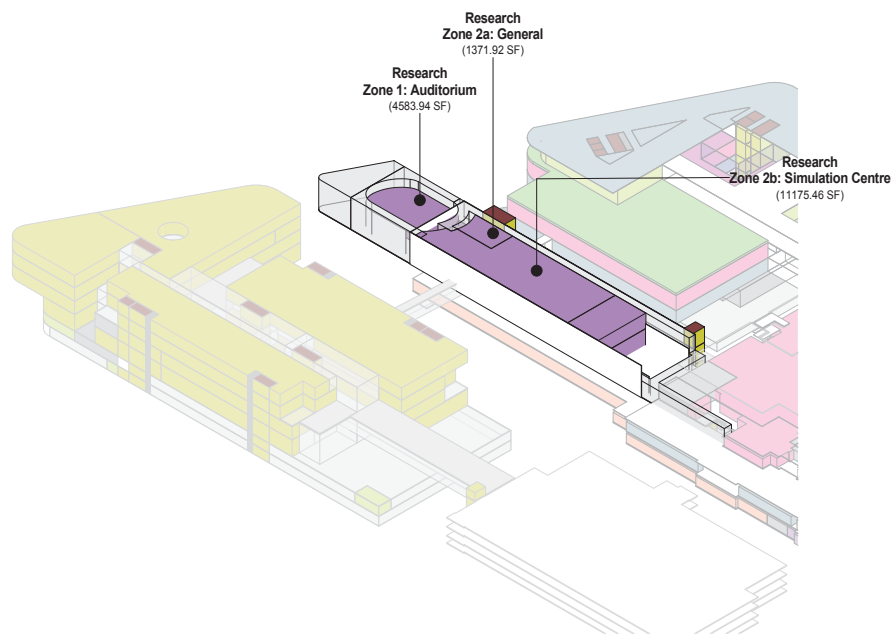 Research
Zone 2a: General
(1371.92 SF)
Research
Zone 1: Auditorium
(4583.94 SF)
Research
Zone 2b: Simulation Centre
(11175.46 SF)